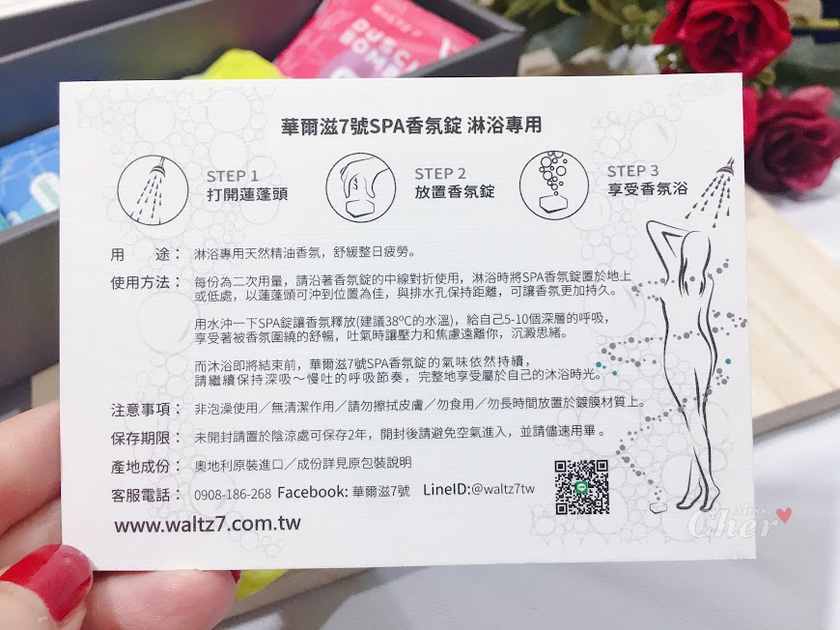 WALTZ 7
DUSCH
BOMB
華爾滋7號SPA香氛錠 淋浴專用
STEP 1
打開蓮蓬頭
STEP 2
放置香氛錠
STEP 3
享受香氛浴
用　　途： 淋浴專用天然精油香氛，舒緩整日疲勞。
使用方法： 每份為二次用量，請沿著香氛錠的中線對折使用，淋浴時將SPA香氛錠置於地上
或低處，以蓮蓬頭可沖到位置為佳，與排水孔保持距離，可讓香氛更加持久。
用水沖一下SPA錠讓香氛釋放(建議38ºC的水溫)，給自己5-10個深層的呼吸，
享受著被香氛圍繞的舒暢，吐氣時讓壓力和焦慮遠離你，沉澱思緒。
而沐浴即將結束前，華爾滋7號SPA香氛錠的氣味依然持續，
請繼續保持深吸～慢吐的呼吸節奏，完整地享受屬於自己的沐浴時光。
注意事項： 非泡澡使用／無清潔作用／請勿擦拭皮膚／勿食用／勿長時間放置於鍍膜材質上。
保存期限： 未開封請置於陰涼處可保存2年，開封後請避免空氣進入，並請儘速用畢。
產地成份： 奧地利原裝進口／成份詳見原包裝說明
客服電話： 0908-186-268 Facebook: 華爾滋7號 LineID:@waltz7tw
www.waltz7.com.tw
Miss.
Cher